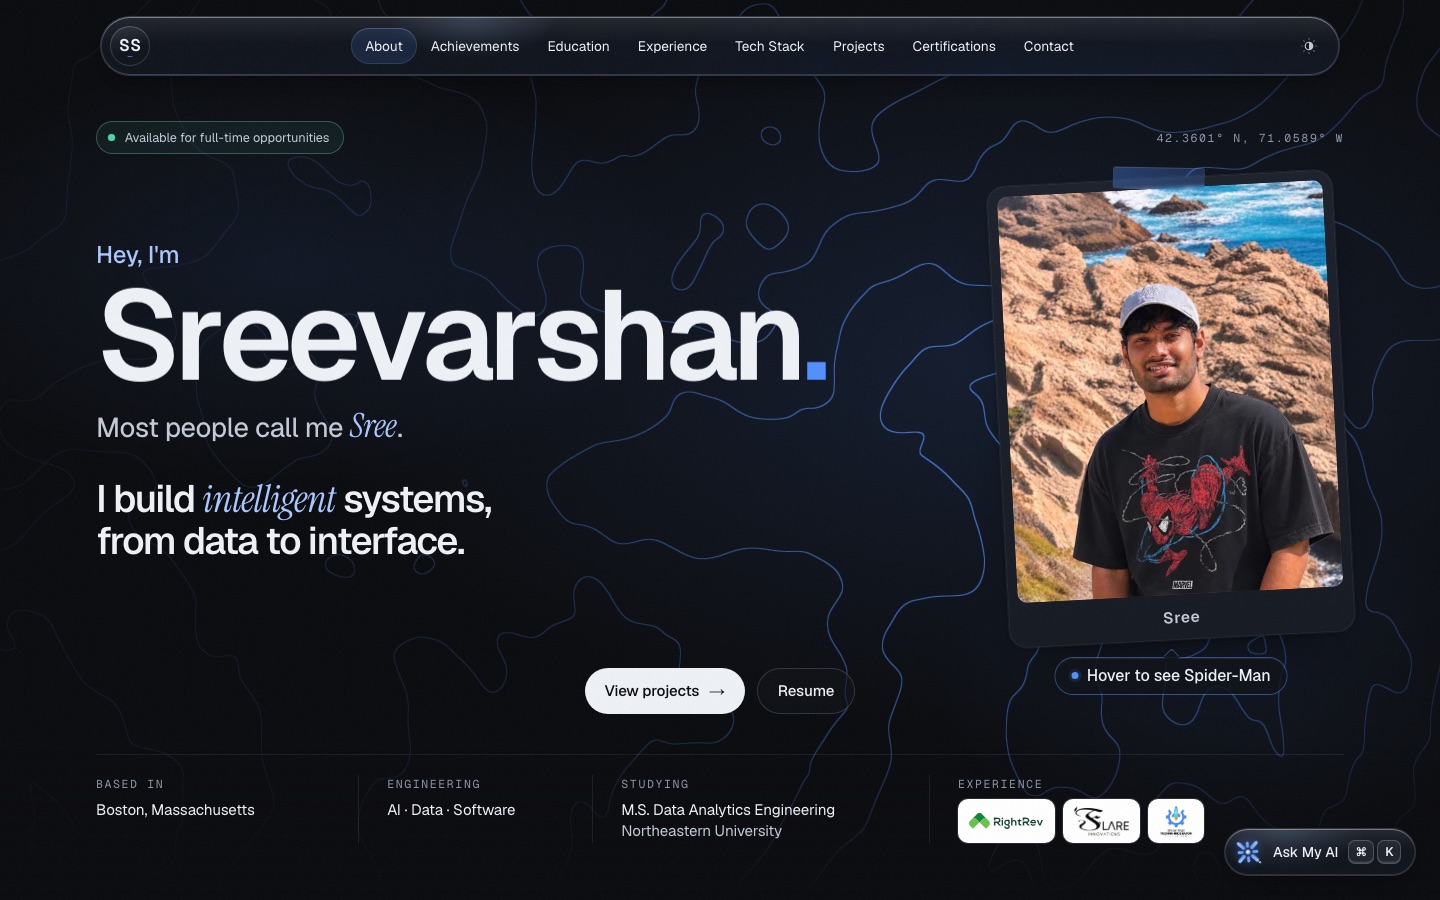 SS
About
Achievements
Education
Experience
Tech Stack
Projects
Certifications
Contact
Available for full-time opportunities
42.3601° N, 71.0589° W
Hey, I'm
Sreevarshan.
Most people call me Sree.
I build intelligent systems,
from data to interface.
MARVEL
Sree
Hover to see Spider-Man
View projects →
Resume
BASED IN
Boston, Massachusetts
ENGINEERING
AI · Data · Software
STUDYING
M.S. Data Analytics Engineering
Northeastern University
EXPERIENCE
RightRev
SLARE
INNOVATIONS
Ask My AI ⌘ K